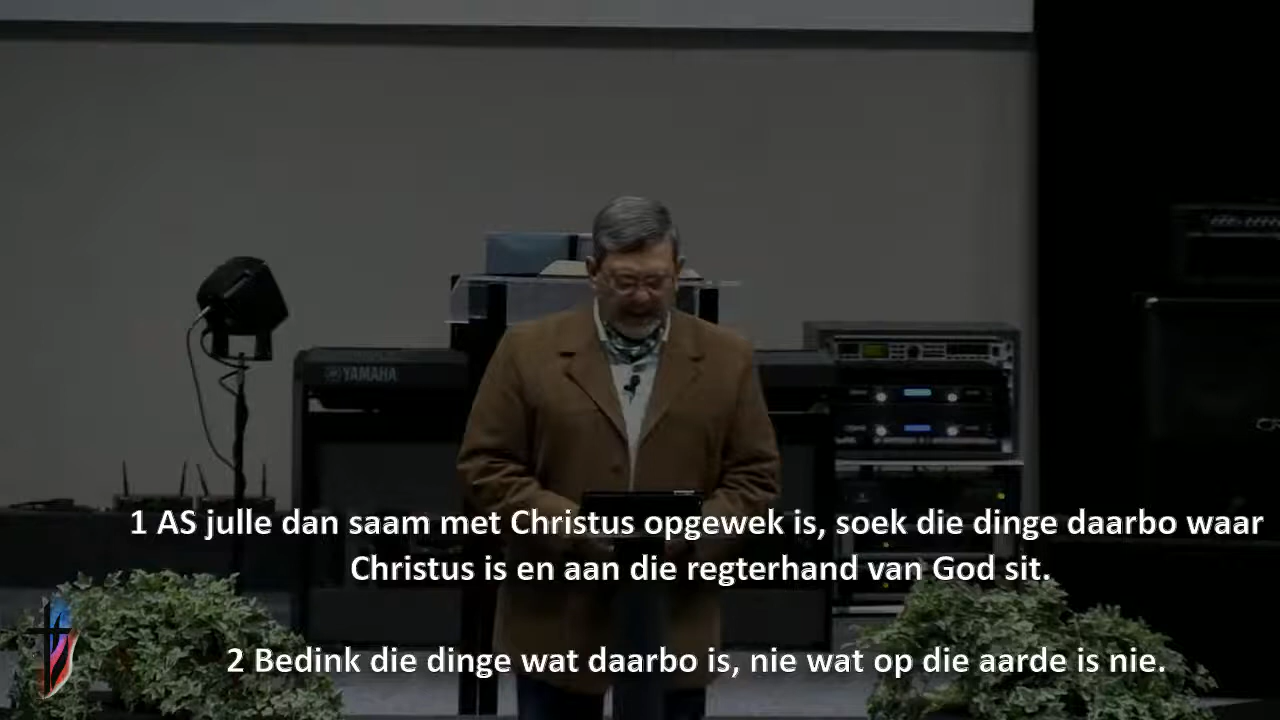 YAMAHA
1 AS julle dan saam met Christus opgewek is, soek die dinge daarbo waar
Christus is en aan die regterhand van God sit.
2 Bedink die dinge wat daarbo is, nie wat op die aarde is nie.